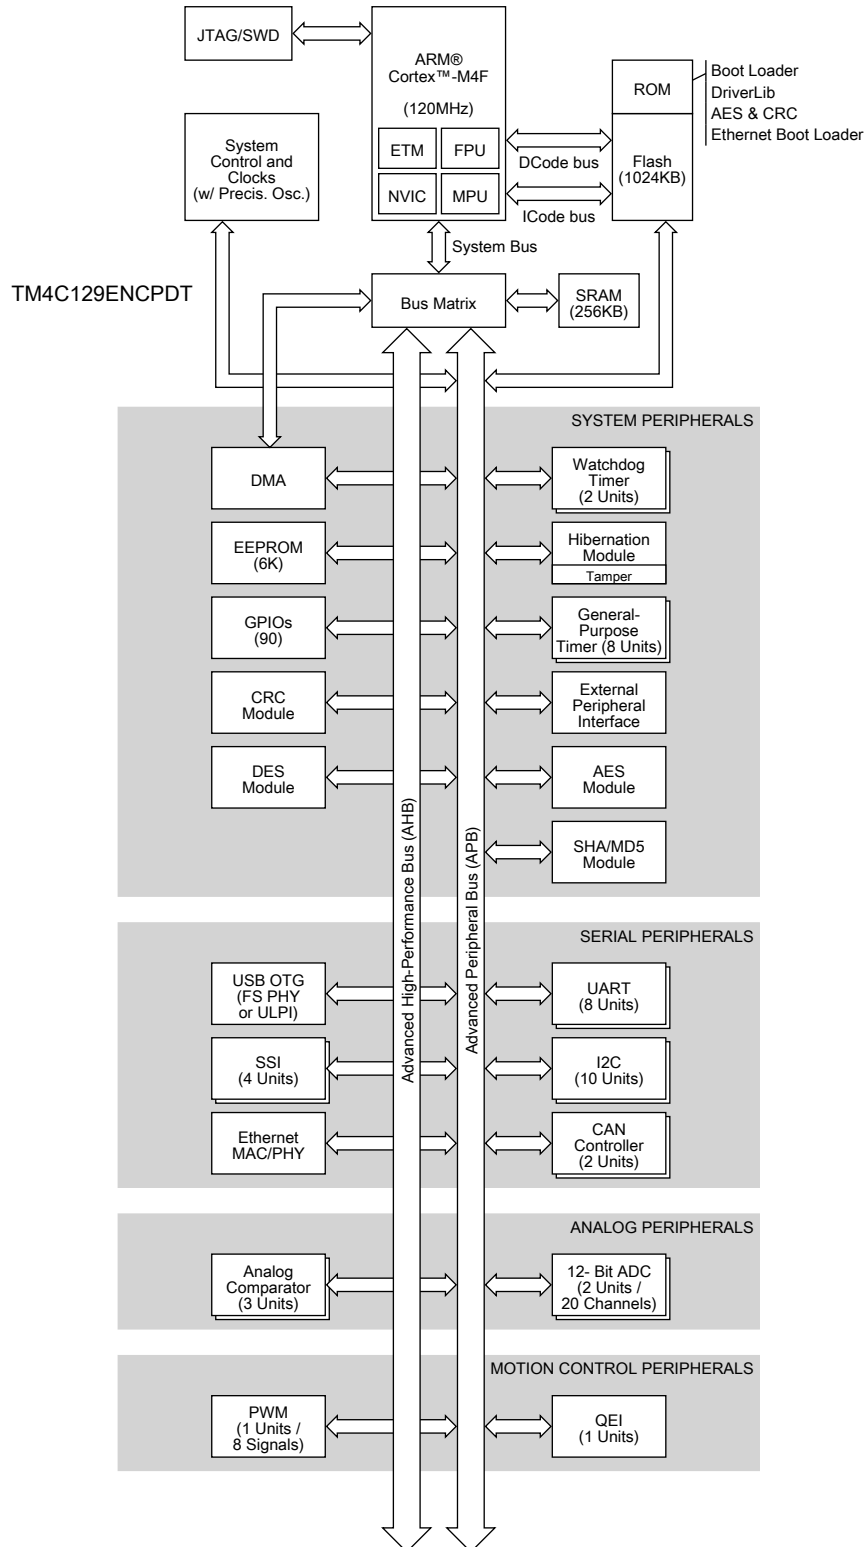 JTAG/SWD
ARM®
Cortex™-M4F
(120MHz)
ETM
FPU
NVIC
MPU
ROM
Flash
(1024KB)
Boot Loader
DriverLib
AES & CRC
Ethernet Boot Loader
System
Control and
Clocks
(w/ Precis. Osc.)
DCode bus
ICode bus
System Bus
TM4C129ENCPDT
Bus Matrix
SRAM
(256KB)
SYSTEM PERIPHERALS
DMA
Watchdog
Timer
(2 Units)
EEPROM
(6K)
Hibernation
Module
Tamper
GPIOs
(90)
General-
Purpose
Timer (8 Units)
CRC
Module
External
Peripheral
Interface
DES
Module
AES
Module
SHA/MD5
Module
Advanced High-Performance Bus (AHB)
Advanced Peripheral Bus (APB)
SERIAL PERIPHERALS
USB OTG
(FS PHY
or ULPI)
UART
(8 Units)
SSI
(4 Units)
I2C
(10 Units)
Ethernet
MAC/PHY
CAN
Controller
(2 Units)
ANALOG PERIPHERALS
Analog
Comparator
(3 Units)
12- Bit ADC
(2 Units /
20 Channels)
MOTION CONTROL PERIPHERALS
PWM
(1 Units /
8 Signals)
QEI
(1 Units)